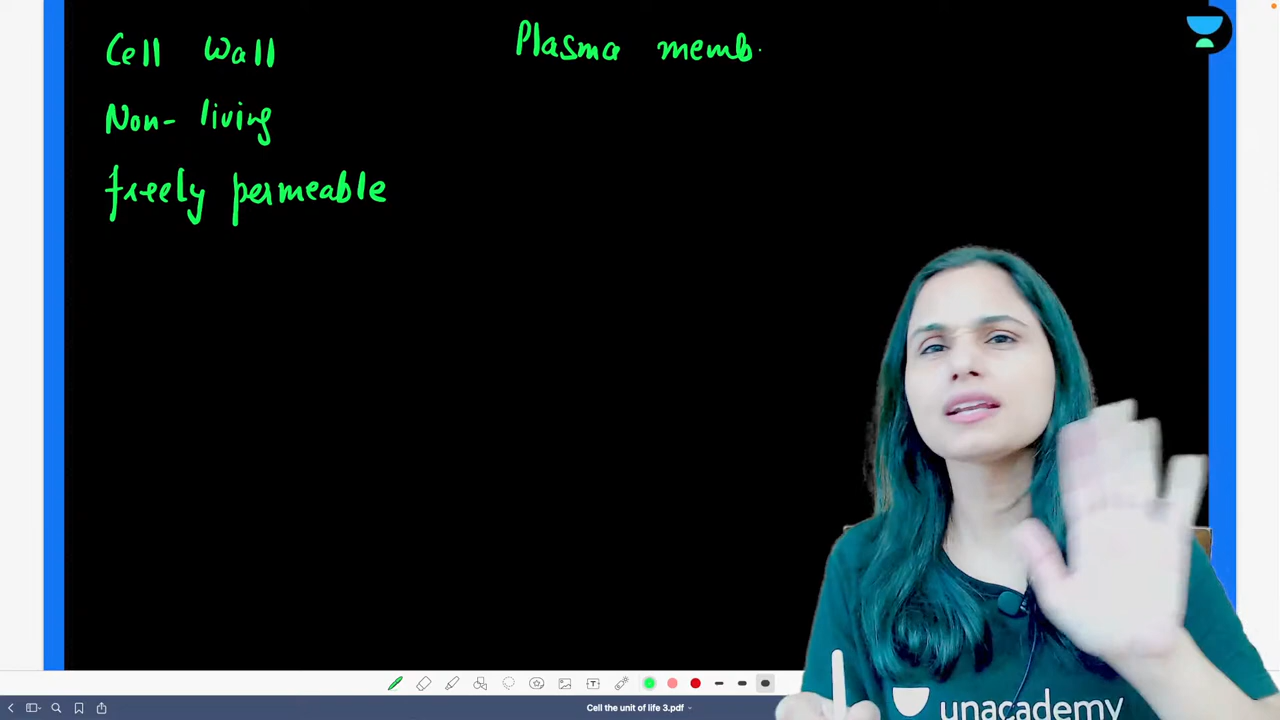 Cell Wall
Plasma memb.
Non-living
freely permeable
unacademy
Cell the unit of life 3.pdf